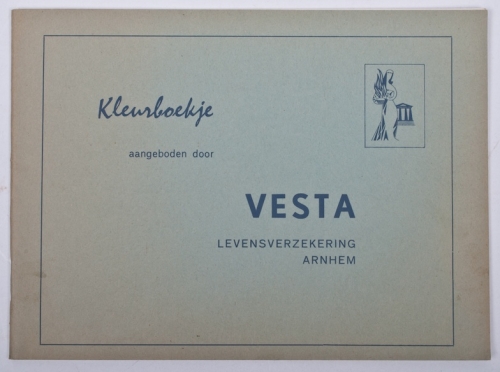 Kleurboekje
aangeboden door
VESTA
LEVENSVERZEKERING
ARNHEM